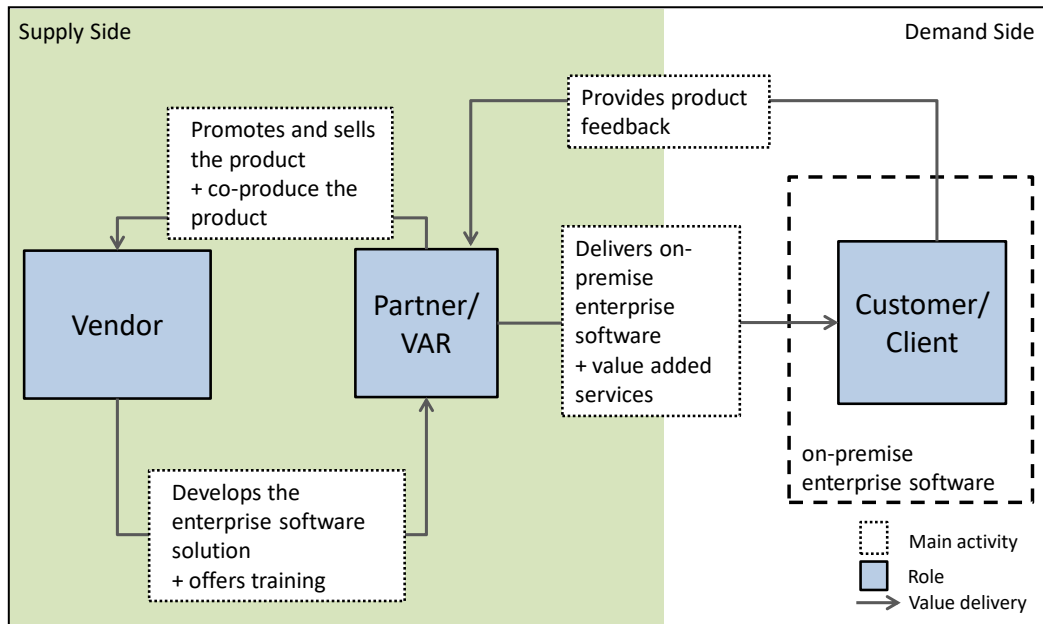 Supply Side
Demand Side
Provides product
feedback
Promotes and sells
the product
+ co-produce the
product
Vendor
Partner/
VAR
Delivers on-
premise
enterprise
software
+ value added
services
Customer/
Client
on-premise
enterprise software
Develops the
enterprise software
solution
+ offers training
Main activity
Role
Value delivery